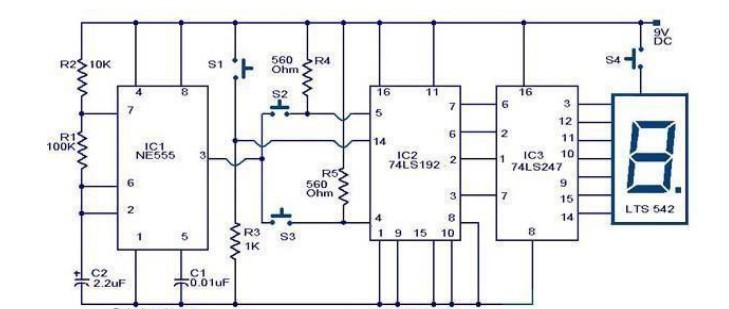 9V
DC
R2 10K
S1
560
Ohm
R4
S4
4 8
16 11
16
S2
7
5
7 6
3
12
R1
100K
IC1
NE555
3
14
6 2
11
IC2
74LS192
2 1
IC3
74LS247
10
6
R5
560
Ohm
9
2
3 7
15
4
8
14
LTS 542
S3
R3
1K
1 5
1 9 15 10
8
+
C2
2.2uF
C1
0.01uF